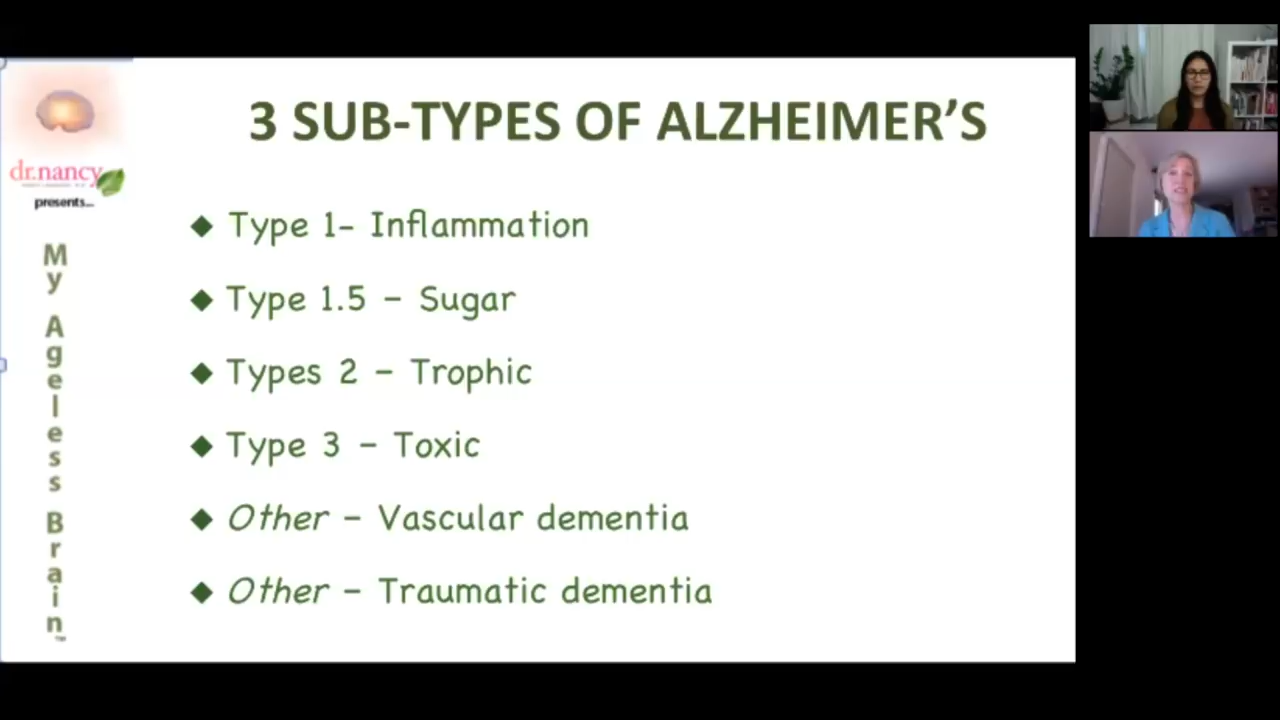 3 SUB-TYPES OF ALZHEIMER'S
dr.nancy
presents...
My Ageless Brain™
◆ Type 1- Inflammation
◆ Type 1.5 – Sugar
◆ Types 2 – Trophic
◆ Type 3 – Toxic
◆ Other – Vascular dementia
◆ Other – Traumatic dementia